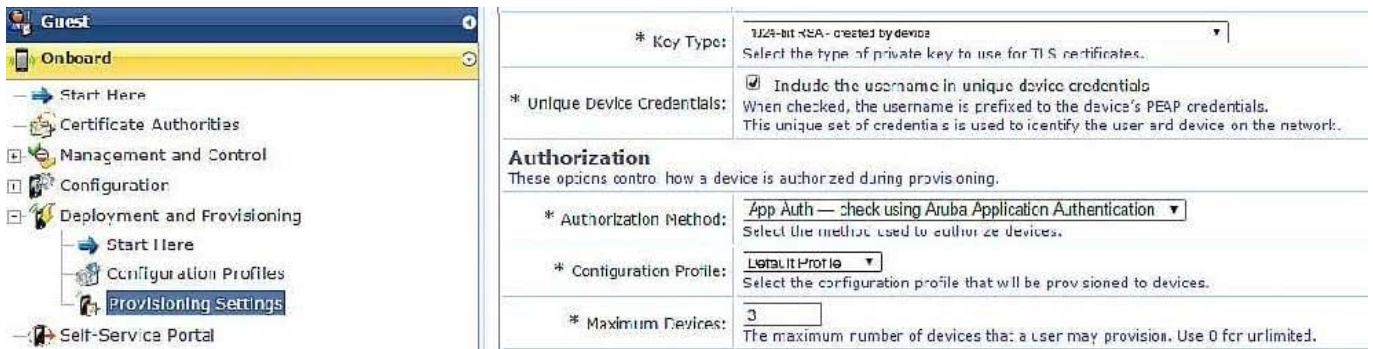 Guest
Onboard
Start Here
Certificate Authorities
Management and Control
Configuration
Deployment and Provisioning
Start Here
Configuration Profiles
Provisioning Settings
Self-Service Portal
* Key Type: 1024-bit RSA - created by device
Select the type of private key to use for TLS certificates.
* Unique Device Credentials: Include the username in unique device credentials
When checked, the username is prefixed to the device's PEAP credentials.
This unique set of credentials is used to identify the user and device on the network.
Authorization
These options control how a device is authorized during provisioning.
* Authorization Method: App Auth — check using Aruba Application Authentication
Select the method used to authorize devices.
* Configuration Profile: Default Profile
Select the configuration profile that will be provisioned to devices.
* Maximum Devices: 3
The maximum number of devices that a user may provision. Use 0 for unlimited.